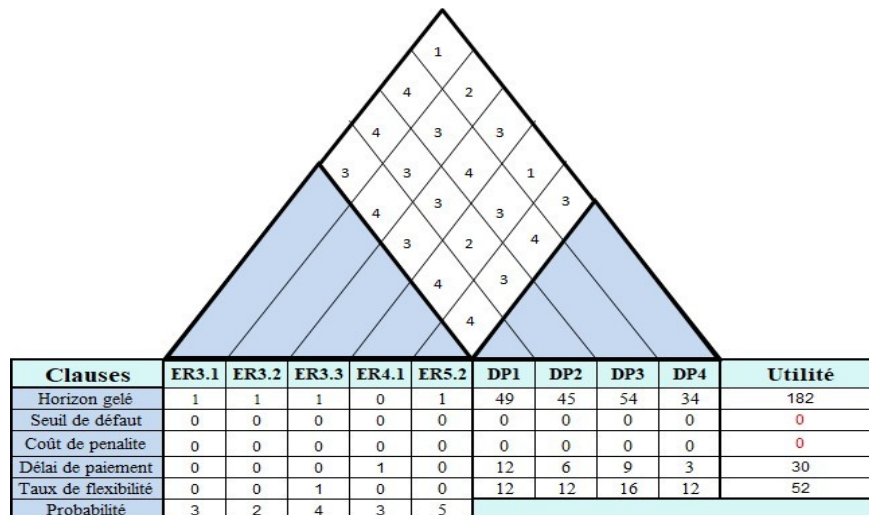 1
4 2
4 3 3
3 3 4 1
4 3 3 3
3 2 4
4 3
4
Clauses ER3.1 ER3.2 ER3.3 ER4.1 ER5.2 DP1 DP2 DP3 DP4 Utilité
Horizon gelé 1 1 1 0 1 49 45 54 34 182
Seuil de défaut 0 0 0 0 0 0 0 0 0 0
Coût de penalite 0 0 0 0 0 0 0 0 0 0
Délai de paiement 0 0 0 1 0 12 6 9 3 30
Taux de flexibilité 0 0 1 0 0 12 12 16 12 52
Probabilité 3 2 4 3 5